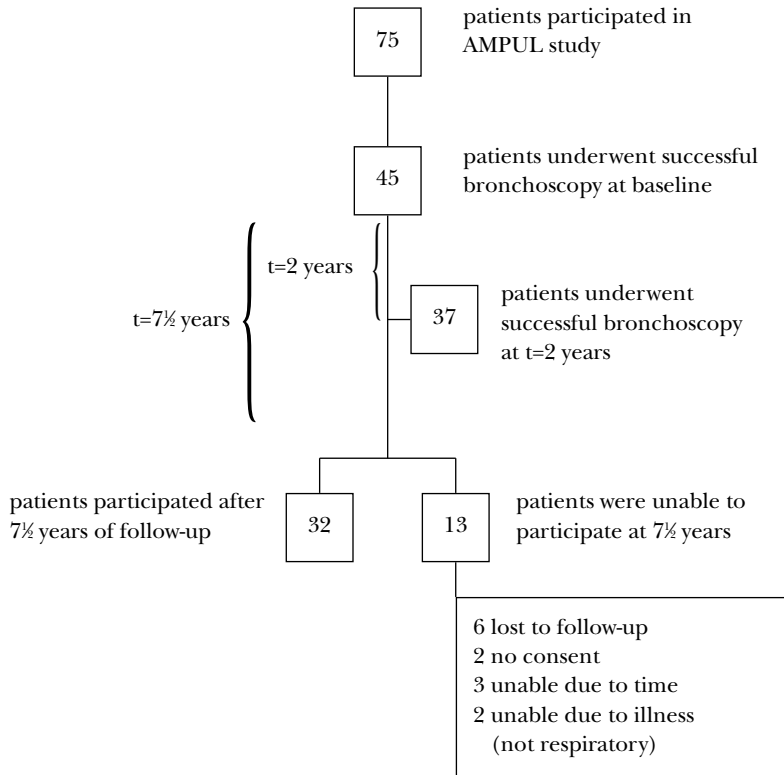 75
patients participated in
AMPUL study
45
patients underwent successful
bronchoscopy at baseline
t=2 years
t=7½ years
37
patients underwent
successful bronchoscopy
at t=2 years
patients participated after
7½ years of follow-up
32
13
patients were unable to
participate at 7½ years
6 lost to follow-up
2 no consent
3 unable due to time
2 unable due to illness
(not respiratory)